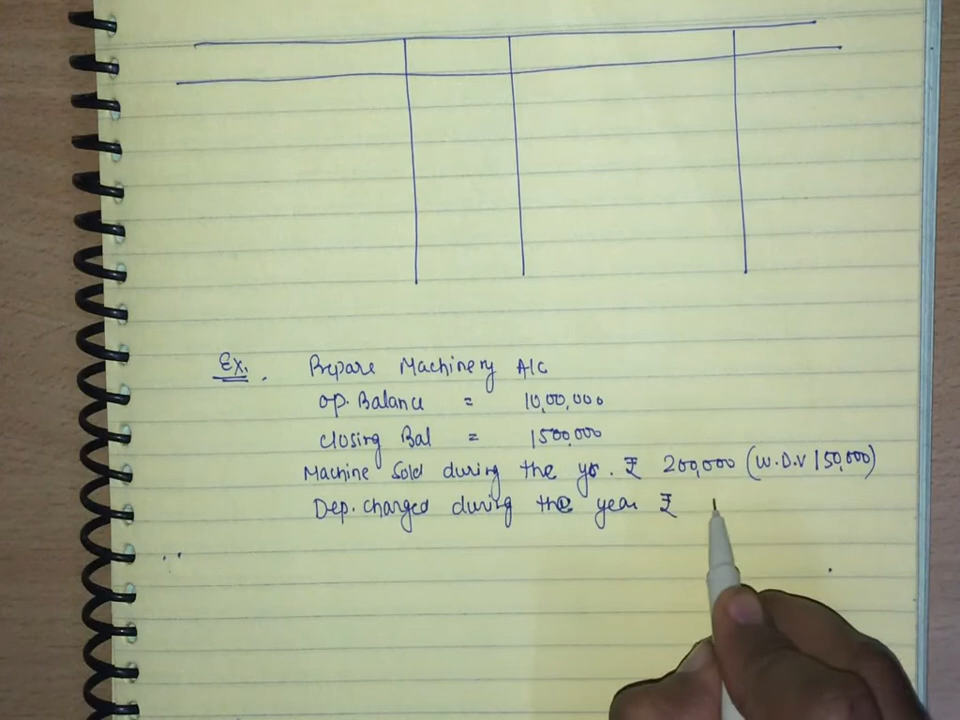 Ex. Prepare Machinery A/C
op. Balance = 10,00,000
closing Bal = 1500,000
Machine Sold during the yr. ₹ 200,000 (W.D.V 150,000)
Dep. charged during the year ₹